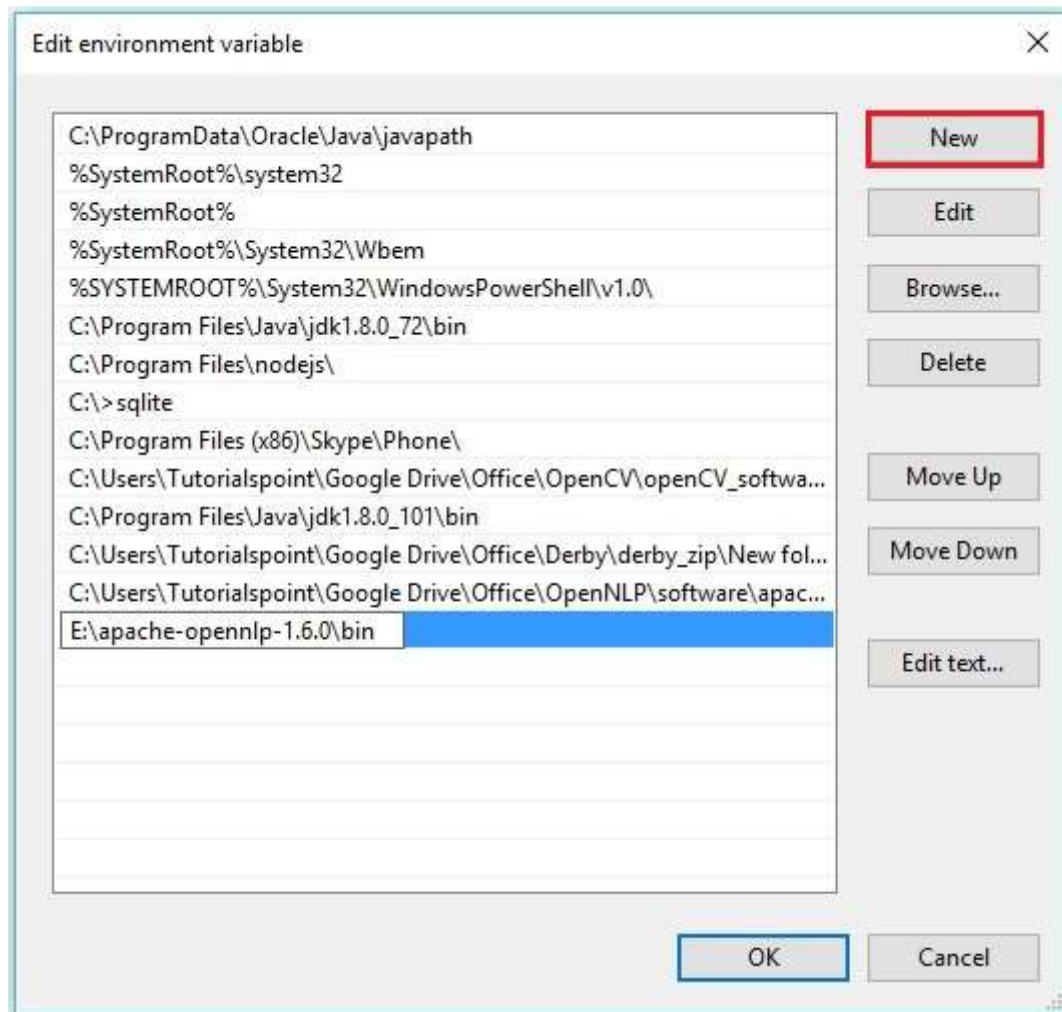 Edit environment variable
C:\ProgramData\Oracle\Java\javapath
%SystemRoot%\system32
%SystemRoot%
%SystemRoot%\System32\Wbem
%SYSTEMROOT%\System32\WindowsPowerShell\v1.0\
C:\Program Files\Java\jdk1.8.0_72\bin
C:\Program Files\nodejs\
C:\>sqlite
C:\Program Files (x86)\Skype\Phone\
C:\Users\Tutorialspoint\Google Drive\Office\OpenCV\openCV_softwa...
C:\Program Files\Java\jdk1.8.0_101\bin
C:\Users\Tutorialspoint\Google Drive\Office\Derby\derby_zip\New fol...
C:\Users\Tutorialspoint\Google Drive\Office\OpenNLP\software\apac...
E:\apache-opennlp-1.6.0\bin
New
Edit
Browse...
Delete
Move Up
Move Down
Edit text...
OK
Cancel